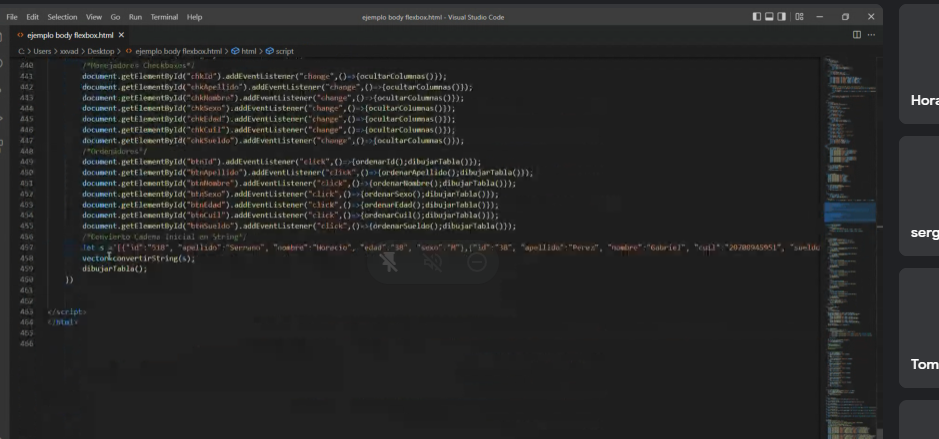 File Edit Selection View Go Run Terminal Help
ejemplo body flexbox.html - Visual Studio Code
ejemplo body flexbox.html
C: > Users > xxvad > Desktop > ejemplo body flexbox.html > html > script
440 /*Manejadores Checkboxs*/
441 document.getElementById("chkId").addEventListener("change",()=>{ocultarColumnas()});
442 document.getElementById("chkApellido").addEventListener("change",()=>{ocultarColumnas()});
443 document.getElementById("chkNombre").addEventListener("change",()=>{ocultarColumnas()});
444 document.getElementById("chkSexo").addEventListener("change",()=>{ocultarColumnas()});
445 document.getElementById("chkEdad").addEventListener("change",()=>{ocultarColumnas()});
446 document.getElementById("chkCuil").addEventListener("change",()=>{ocultarColumnas()});
447 document.getElementById("chkSueldo").addEventListener("change",()=>{ocultarColumnas()});
448 /*Ordenadores*/
449 document.getElementById("btnId").addEventListener("click",()=>{ordenarId();dibujarTabla()});
450 document.getElementById("btnApellido").addEventListener("click",()=>{ordenarApellido();dibujarTabla()});
451 document.getElementById("btnNombre").addEventListener("click",()=>{ordenarNombre();dibujarTabla()});
452 document.getElementById("btnSexo").addEventListener("click",()=>{ordenarSexo();dibujarTabla()});
453 document.getElementById("btnEdad").addEventListener("click",()=>{ordenarEdad();dibujarTabla()});
454 document.getElementById("btnCuil").addEventListener("click",()=>{ordenarCuil();dibujarTabla()});
455 document.getElementById("btnSueldo").addEventListener("click",()=>{ordenarSueldo();dibujarTabla()});
456 /*Convierto Cadena inicial en String*/
457 let s ='[{"id":"518", "apellido":"Serrano", "nombre":"Horacio", "edad":"38", "sexo":"M"},{"id":"38", "apellido":"Perez", "nombre":"Gabriel", "cuil":"20700945951", "sueldo
458 vector=convertirString(s);
459 dibujarTabla();
460 })
461
462
463 </script>
464 </html>
465
466
Hora
serg
Tom